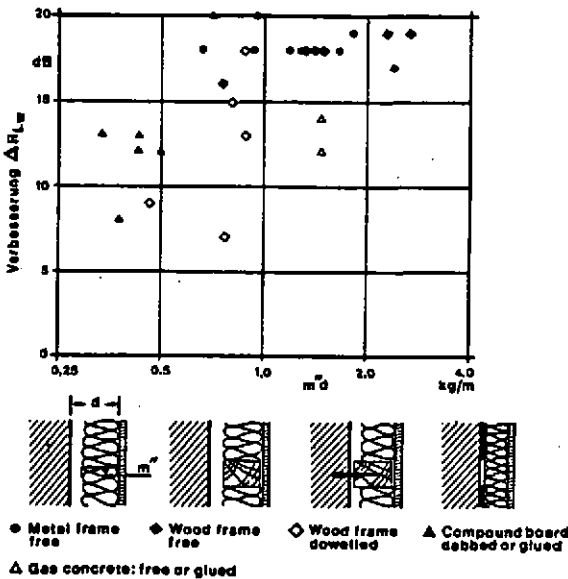 20
dB
15
10
5
0
Verbesserung ΔR_L,w
0,25
0.5
1,0
2.0
4.0
m"d
kg/m
d
m"
● Metal frame free
◆ Wood frame free
◇ Wood frame dowelled
▲ Compound board dabbed or glued
△ Gas concrete: free or glued